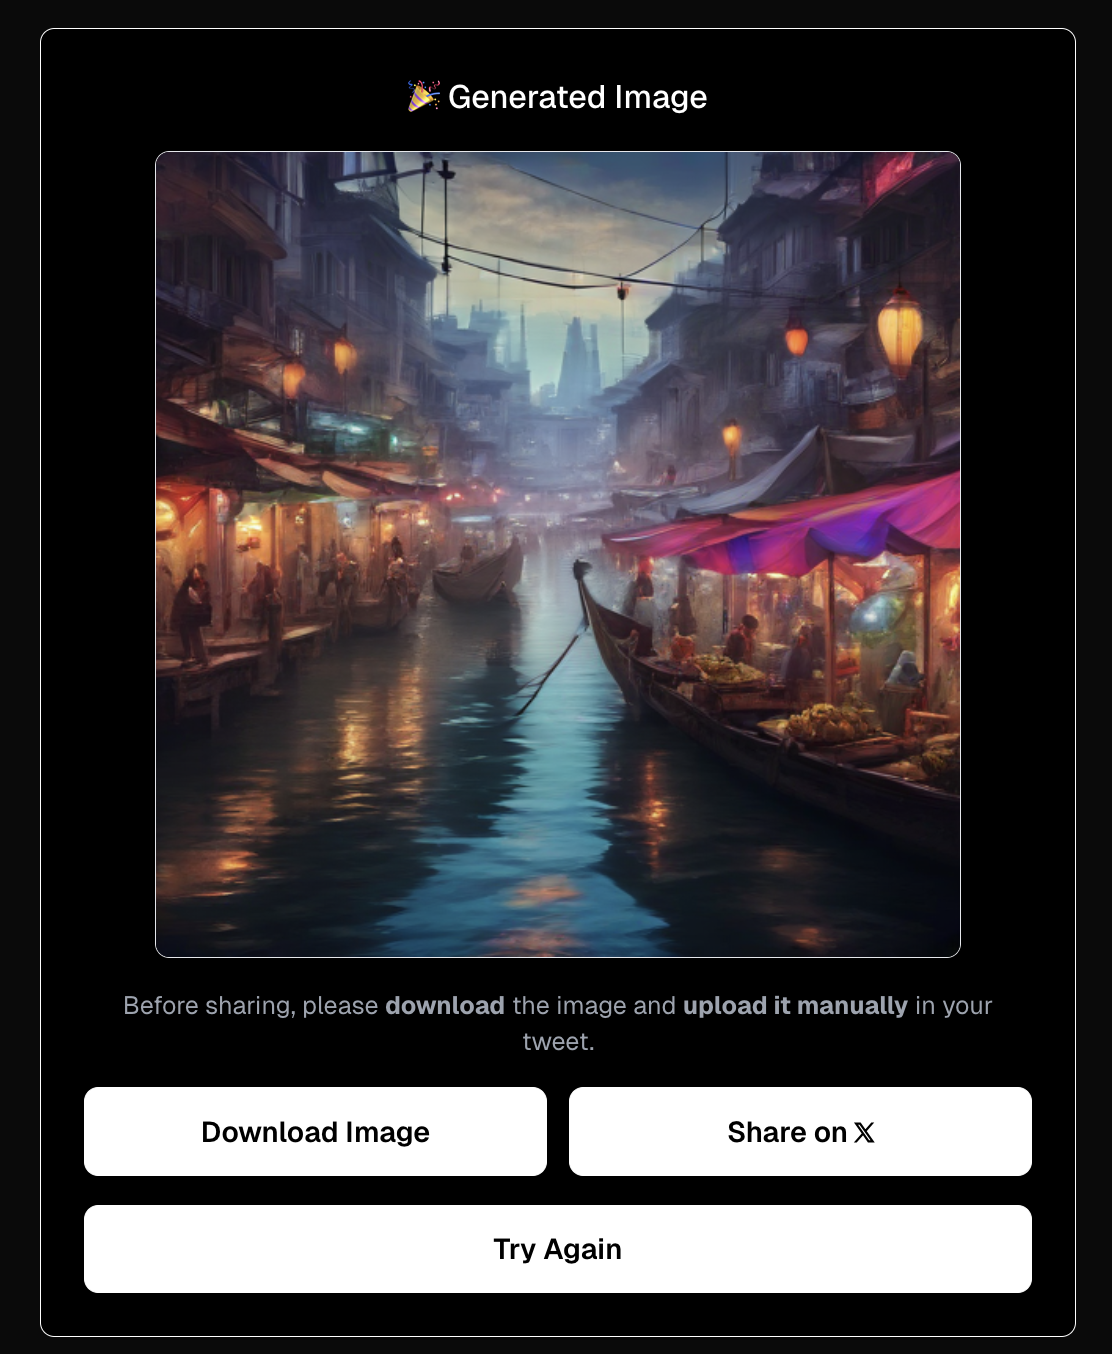 🎉 Generated Image
Before sharing, please download the image and upload it manually in your
tweet.
Download Image
Share on X
Try Again